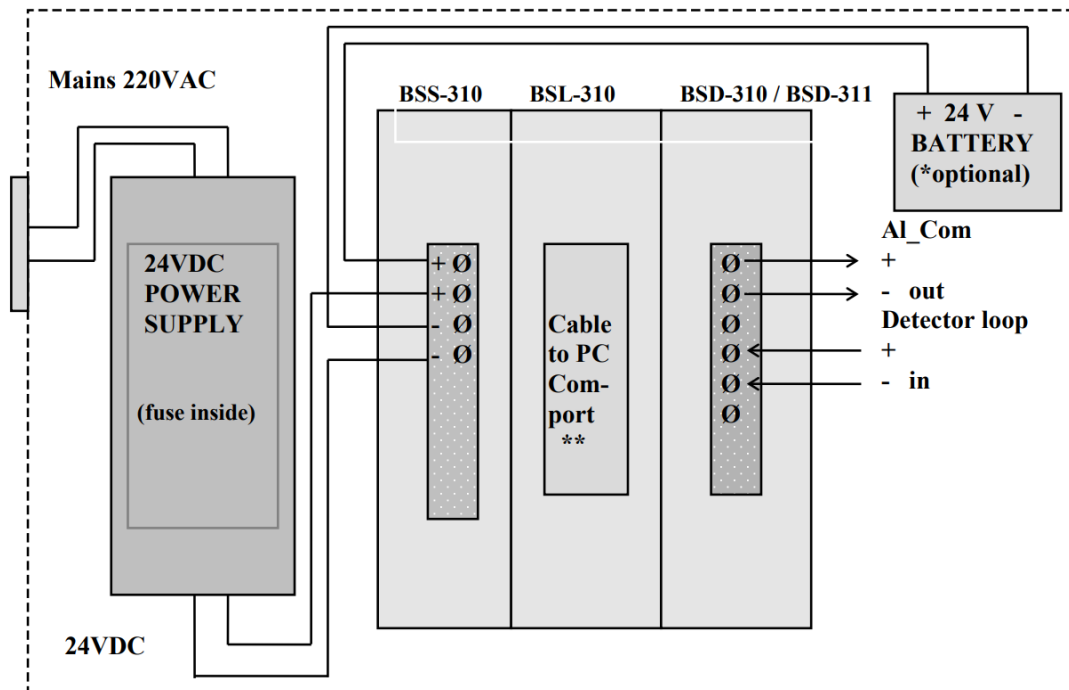 Mains 220VAC
BSS-310
BSL-310
BSD-310 / BSD-311
+ 24 V -
BATTERY
(*optional)
24VDC
POWER
SUPPLY
(fuse inside)
+ Ø
+ Ø
- Ø
- Ø
Cable
to PC
Com-
port
**
Ø
Ø
Ø
Ø
Ø
Ø
Al_Com
+
- out
Detector loop
+
- in
24VDC